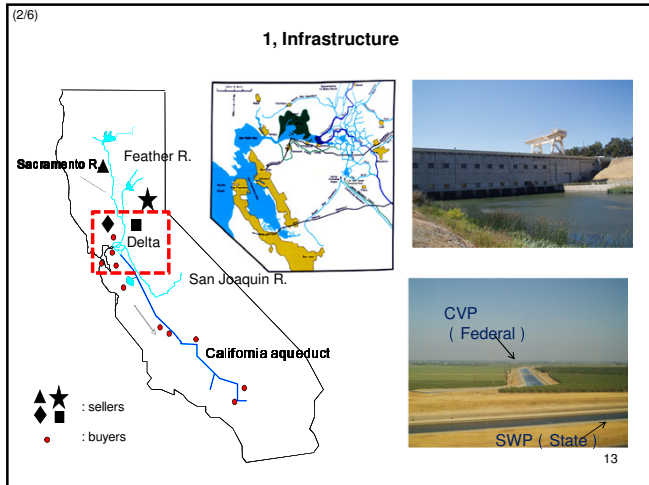 (2/6)
1, Infrastructure
Sacramento R.
Feather R.
Delta
San Joaquin R.
California aqueduct
: sellers
: buyers
CVP
( Federal )
SWP ( State )
13